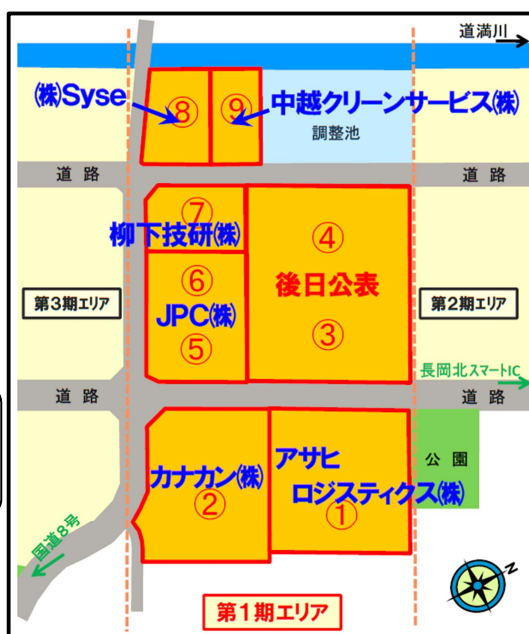 道満川
(株)Syse
⑧
⑨
中越クリーンサービス(株)
調整池
道路
道路
⑦
柳下技研(株)
④
⑥
後日公表
第3期エリア
JPC(株)
第2期エリア
⑤
③
長岡北スマートIC
道路
道路
アサヒ
カナカン(株)
公園
ロジスティクス(株)
②
①
国道8号
N
第1期エリア